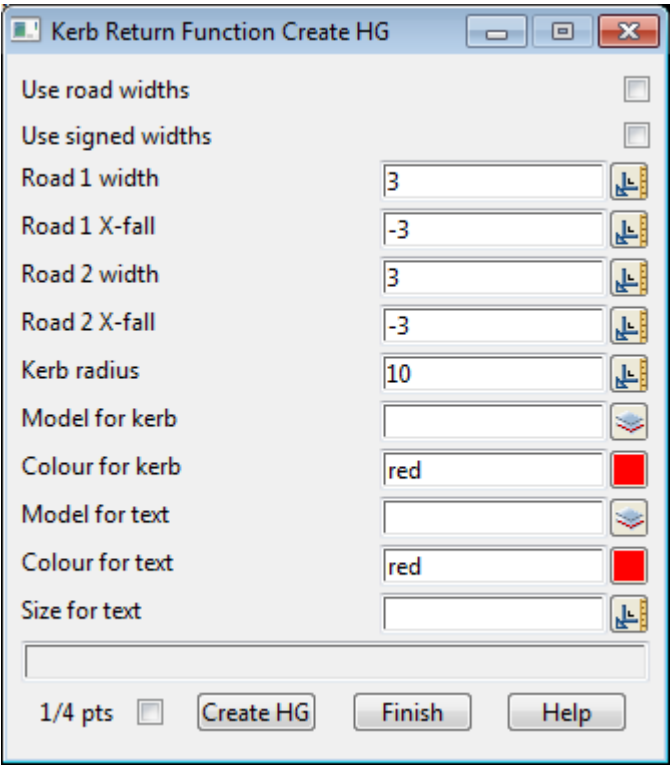 Kerb Return Function Create HG
Use road widths
Use signed widths
Road 1 width 3
Road 1 X-fall -3
Road 2 width 3
Road 2 X-fall -3
Kerb radius 10
Model for kerb
Colour for kerb red
Model for text
Colour for text red
Size for text
1/4 pts Create HG Finish Help